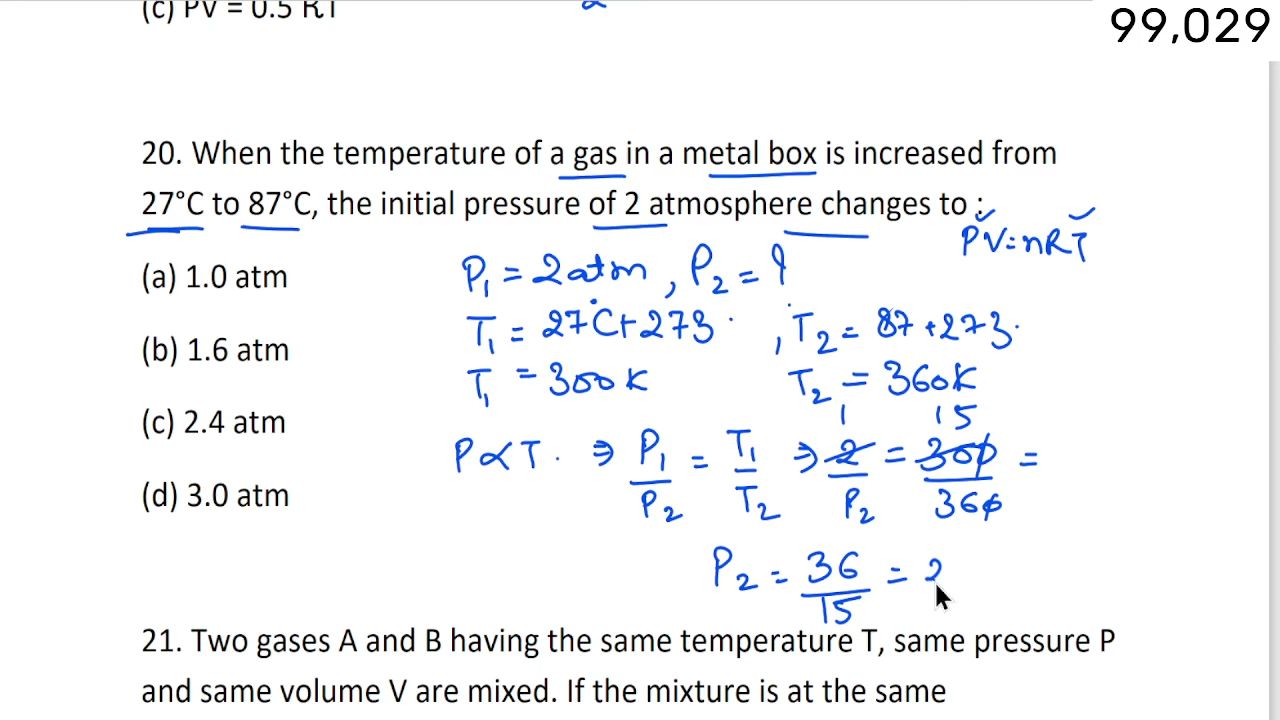 (c) PV = 0.5 RT
99,029
20. When the temperature of a gas in a metal box is increased from
27°C to 87°C, the initial pressure of 2 atmosphere changes to :
PV=nRT
(a) 1.0 atm
P₁ = 2atm, P₂ = ?
T₁ = 27°C+273 , T₂ = 87+273
(b) 1.6 atm
T₁ = 300K T₂ = 360K
(c) 2.4 atm
1 15
P∝T. ⇒ P₁/P₂ = T₁/T₂ ⇒ 2/P₂ = 300/360 =
(d) 3.0 atm
P₂ = 36/15 = 2
21. Two gases A and B having the same temperature T, same pressure P
and same volume V are mixed. If the mixture is at the same